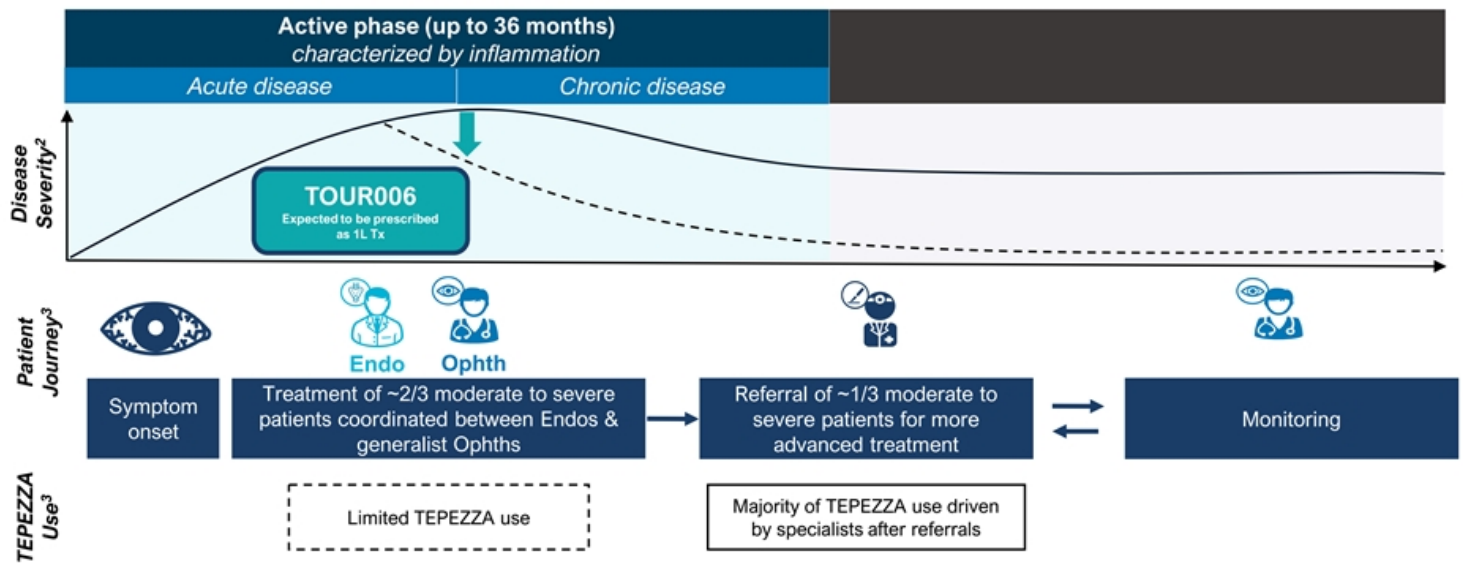 Active phase (up to 36 months)
characterized by inflammation
Acute disease
Chronic disease
Disease
Severity2
TOUR006
Expected to be prescribed
as 1L Tx
Patient
Journey3
Endo
Ophth
Symptom
onset
Treatment of ~2/3 moderate to severe
patients coordinated between Endos &
generalist Ophths
Referral of ~1/3 moderate to
severe patients for more
advanced treatment
Monitoring
TEPEZZA
Use3
Limited TEPEZZA use
Majority of TEPEZZA use driven
by specialists after referrals